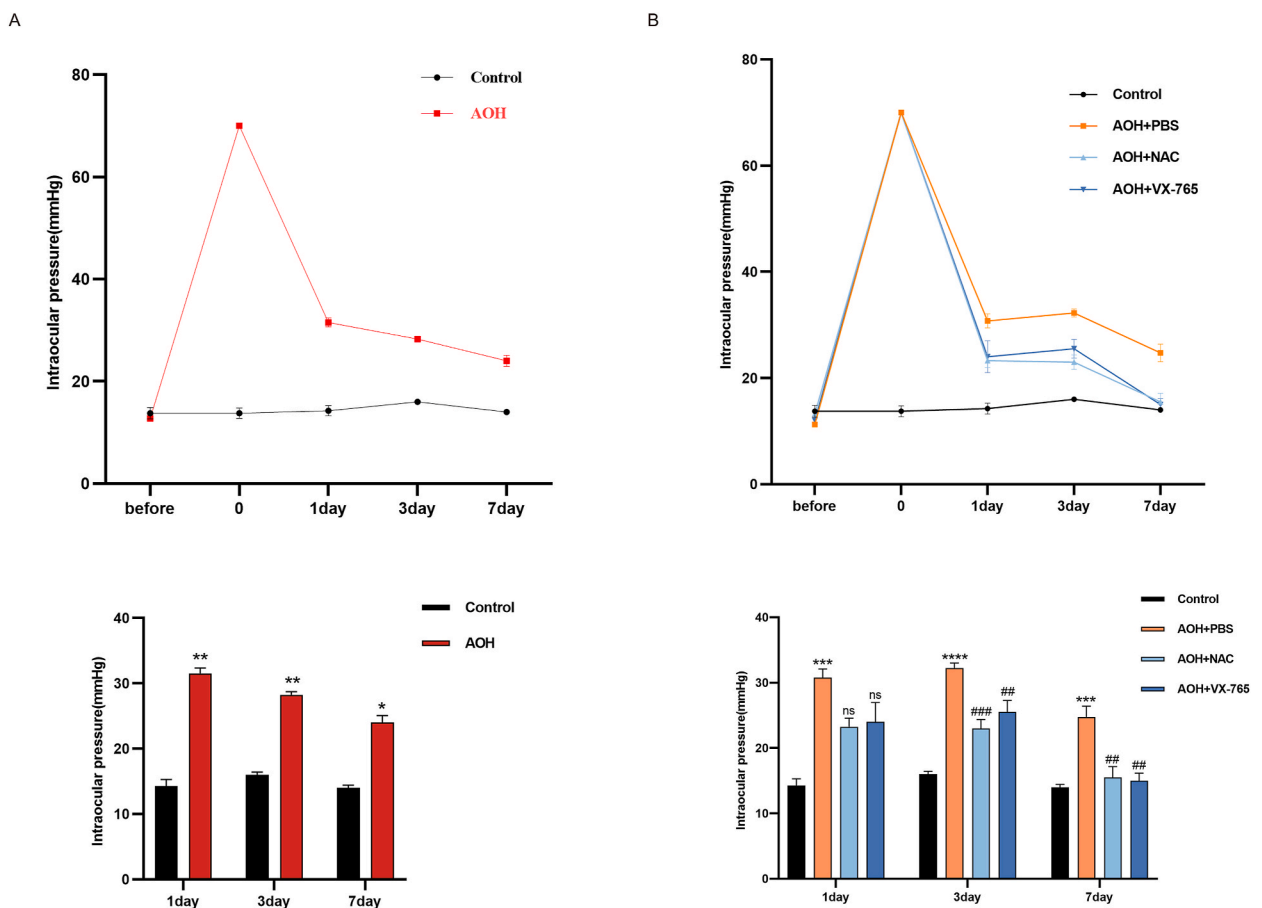 A
B
80
60
40
20
0
Intraocular pressure(mmHg)
before
0
1day
3day
7day
Control
AOH
80
60
40
20
0
Intraocular pressure(mmHg)
before
0
1day
3day
7day
Control
AOH+PBS
AOH+NAC
AOH+VX-765
40
30
20
10
0
Intraocular pressure(mmHg)
**
**
*
1day
3day
7day
Control
AOH
40
30
20
10
0
Intraocular pressure(mmHg)
***
ns
ns
****
###
##
***
##
##
1day
3day
7day
Control
AOH+PBS
AOH+NAC
AOH+VX-765